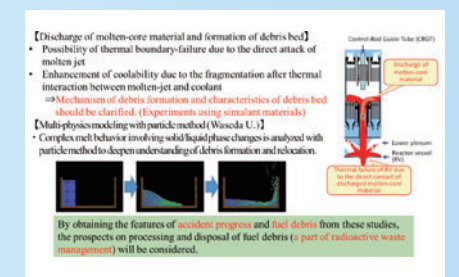 【Discharge of molten-core material and formation of debris bed】
• Possibility of thermal boundary-failure due to the direct attack of
molten jet
• Enhancement of coolability due to the fragmentation after thermal
interaction between molten-jet and coolant
⇒Mechanism of debris formation and characteristics of debris bed
should be clarified. (Experiments using simulant materials)
【Multi-physics modeling with particle method (Waseda U.)】
• Complex melt behavior involving solid/liquid phase changes is analyzed with
particle method to deepen understanding of debris formation and relocation.
Control-Rod Guide Tube (CRGT)
Discharge of
molten-core
material
Lower plenum
Reactor vessel
(RV)
Thermal failure of RV due
to the direct contact of
discharged molten-core
material
By obtaining the features of accident progress and fuel debris from these studies,
the prospects on processing and disposal of fuel debris (a part of radioactive waste
management) will be considered.